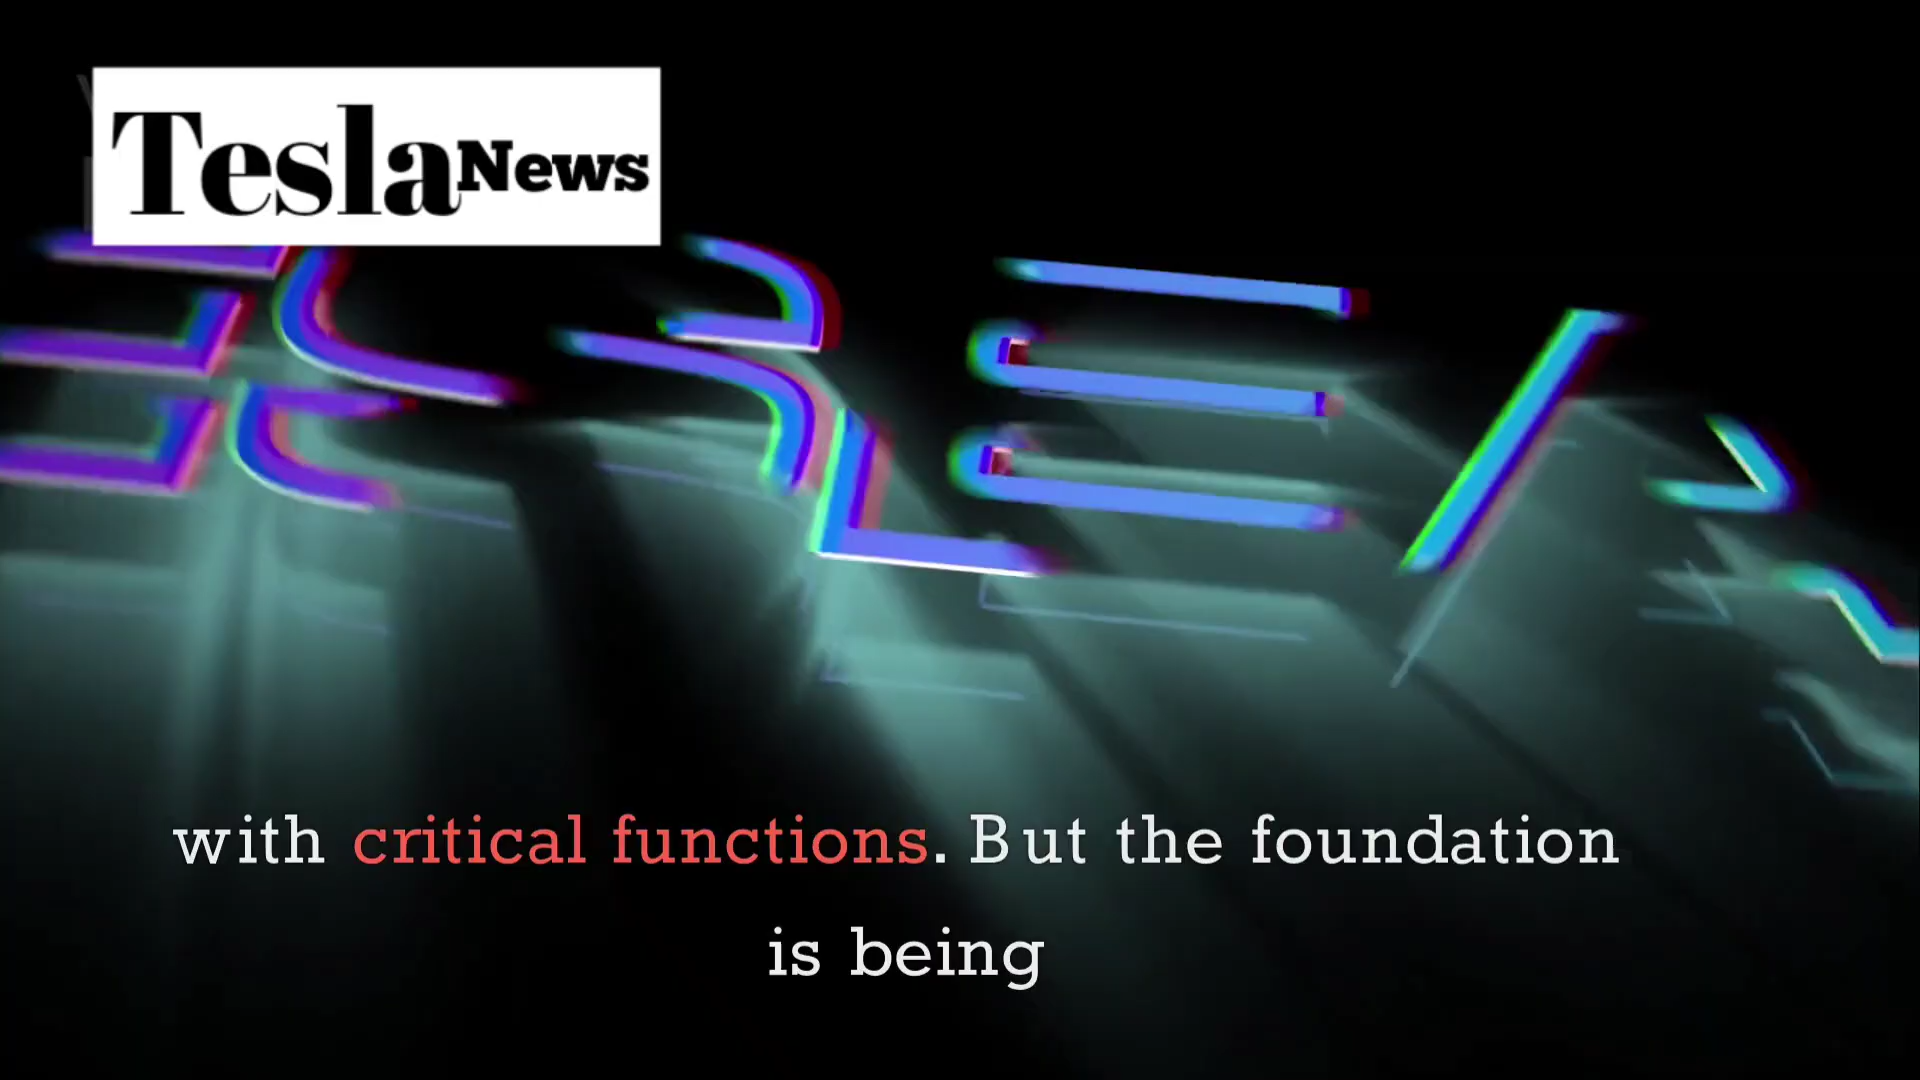 Tesla News
with critical functions. But the foundation
is being